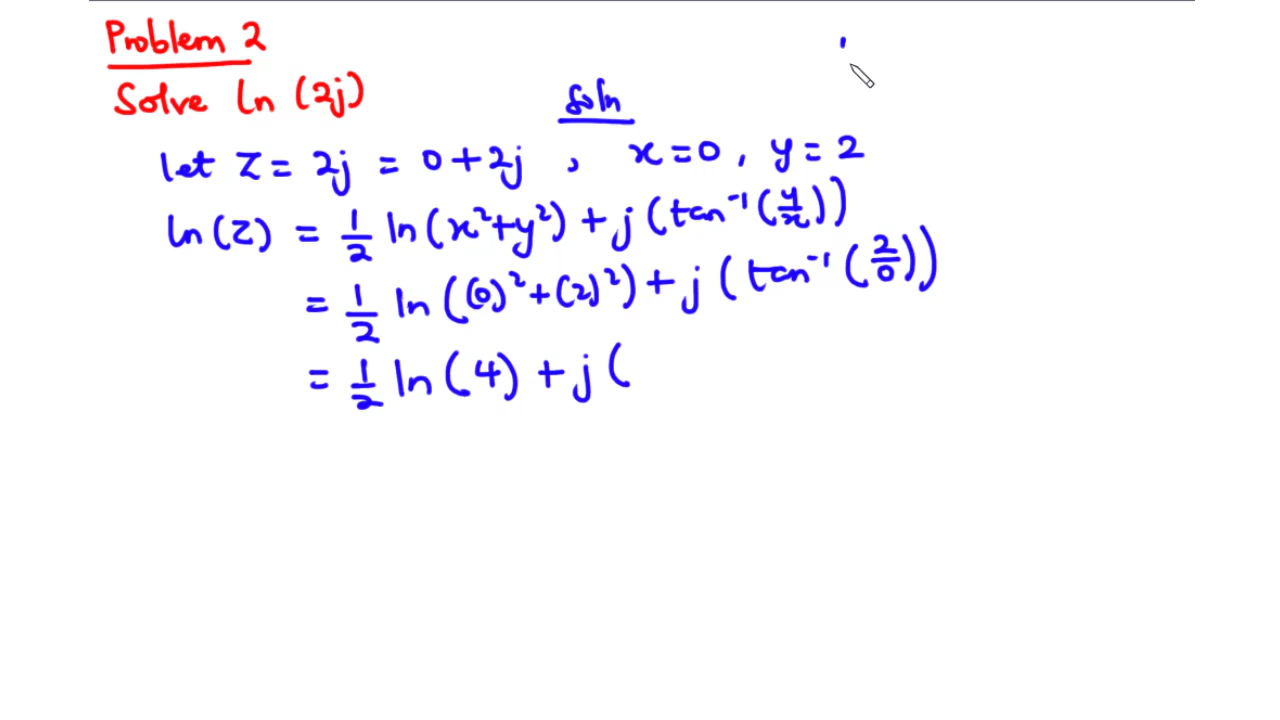 Problem 2
Solve ln (2j)
soln
let Z = 2j = 0 + 2j , x = 0 , y = 2
ln (Z) = 1/2 ln (x² + y²) + j (tan⁻¹ (y/x))
= 1/2 ln ((0)² + (2)²) + j (tan⁻¹ (2/0))
= 1/2 ln (4) + j (